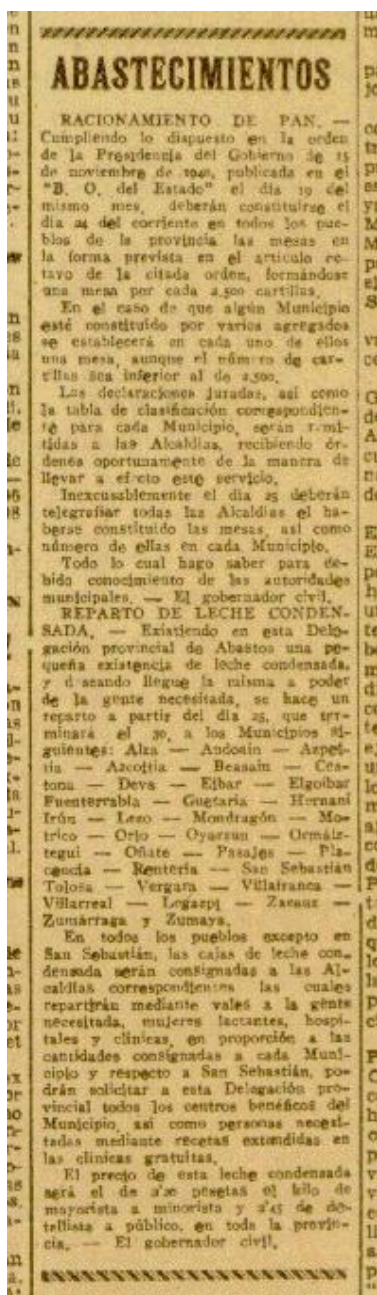 ABASTECIMIENTOS
RACIONAMIENTO DE PAN. —
Cumpliendo lo dispuesto en la orden
de la Presidencia del Gobierno de 15
de noviembre de 1940, publicada en el
"B. O. del Estado" el día 19 del
mismo mes, deberán constituirse el
día 24 del corriente en todos los pue-
blos de la provincia las mesas en
la forma prevista en el artículo
tavo de la citada orden, formándose
una mesa por cada 2.500 cartillas.
En el caso de que algún Municipio
esté constituido por varios agregados
se establecerá en cada uno de ellos
una mesa, aunque el número de car-
tillas sea inferior al de 2.500.
Las declaraciones juradas, así como
la tabla de clasificación correspondien-
te para cada Municipio, serán remi-
tidas a las Alcaldías, recibiendo ór-
denes oportunamente de la manera de
llevar a efecto este servicio.
Inexcusablemente el día 25 deberán
telegrafiar todas las Alcaldías el ha-
berse constituido las mesas, así como
número de ellas en cada Municipio.
Todo lo cual hago saber para de-
bido conocimiento de las autoridades
municipales. — El gobernador civil.
REPARTO DE LECHE CONDEN-
SADA. — Existiendo en esta Dele-
gación provincial de Abastos una pe-
queña existencia de leche condensada,
y d seando llegue la misma a poder
de la gente necesitada, se hace un
reparto a partir del día 25, que ter-
minará el 30, a los Municipios si-
guientes: Alza — Andoain — Azpei-
tia — Azcoitia — Beasain — Ces-
tona — Deva — Eibar — Elgoibar
Fuenterrabía — Guetaria — Hernani
Irún — Lezo — Mondragón — Mo-
trico — Orio — Oyarzun — Ormáiz-
tegui — Oñate — Pasajes — Pla-
cencia — Rentería — San Sebastián
Tolosa — Vergara — Villafranca —
Villarreal — Legazpi — Zarauz —
Zumárraga y Zumaya.
En todos los pueblos excepto en
San Sebastián, las cajas de leche con-
densada serán consignadas a las Al-
caldías correspondientes las cuales
repartirán mediante vales a la gente
necesitada, mujeres lactantes, hospi-
tales y clínicas, en proporción a las
cantidades consignadas a cada Muni-
cipio y respecto a San Sebastián, po-
drán solicitar a esta Delegación pro-
vincial todos los centros benéficos del
Municipio, así como personas necesi-
tadas mediante recetas extendidas en
las clínicas gratuitas.
El precio de esta leche condensada
será el de pesetas el kilo de
mayorista a minorista y 2'45 de de-
tellista a público, en toda la provin-
cia. — El gobernador civil.